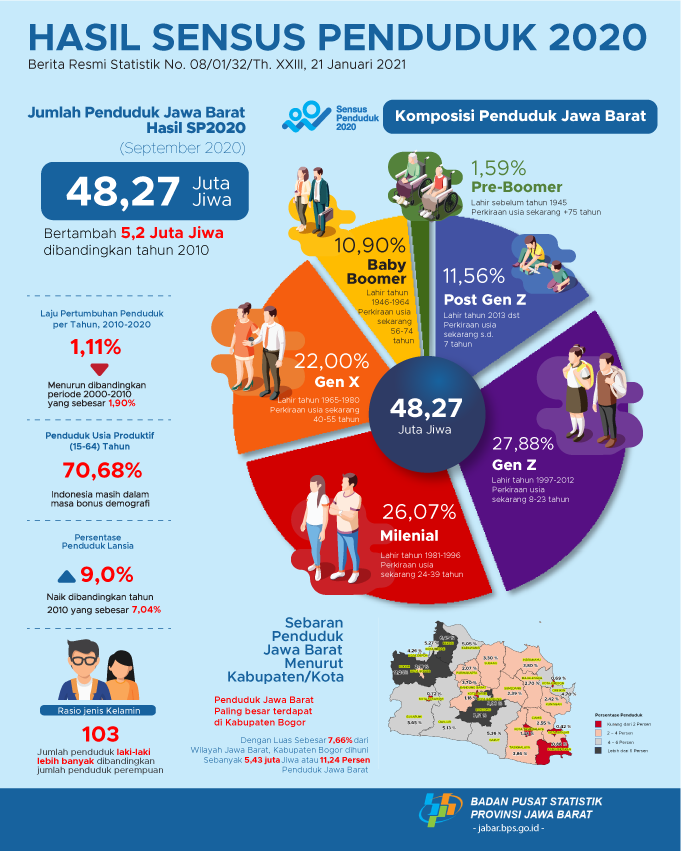 HASIL SENSUS PENDUDUK 2020
Berita Resmi Statistik No. 08/01/32/Th. XXIII, 21 Januari 2021
Jumlah Penduduk Jawa Barat
Hasil SP2020
(September 2020)
48,27 Juta
Jiwa
Bertambah 5,2 Juta Jiwa
dibandingkan tahun 2010
Laju Pertumbuhan Penduduk
per Tahun, 2010-2020
1,11%
Menurun dibandingkan
periode 2000-2010
yang sebesar 1,90%
Penduduk Usia Produktif
(15-64) Tahun
70,68%
Indonesia masih dalam
masa bonus demografi
Persentase
Penduduk Lansia
9,0%
Naik dibandingkan tahun
2010 yang sebesar 7,04%
Rasio jenis Kelamin
103
Jumlah penduduk laki-laki
lebih banyak dibandingkan
jumlah penduduk perempuan
Sensus
Penduduk
2020
Komposisi Penduduk Jawa Barat
1,59%
Pre-Boomer
Lahir sebelum tahun 1945
Perkiraan usia sekarang +75 tahun
10,90%
Baby
Boomer
Lahir tahun
1946-1964
Perkiraan usia
sekarang
56-74
tahun
11,56%
Post Gen Z
Lahir tahun 2013 dst
Perkiraan usia
sekarang s.d.
7 tahun
22,00%
Gen X
Lahir tahun 1965-1980
Perkiraan usia sekarang
40-55 tahun
48,27
Juta Jiwa
27,88%
Gen Z
Lahir tahun 1997-2012
Perkiraan usia
sekarang 8-23 tahun
26,07%
Milenial
Lahir tahun 1981-1996
Perkiraan usia
sekarang 24-39 tahun
Sebaran
Penduduk
Jawa Barat
Menurut
Kabupaten/Kota
Penduduk Jawa Barat
Paling besar terdapat
di Kabupaten Bogor
Dengan Luas Sebesar 7,66% dari
Wilayah Jawa Barat, Kabupaten Bogor dihuni
Sebanyak 5,43 juta Jiwa atau 11,24 Persen
Penduduk Jawa Barat
4,26 %
5,05 %
3,30 %
3,80 %
2,07 %
3,70 %
2,70 %
0,69 %
4,70 %
2,42 %
2,39 %
1,18 %
0,72 %
5,65 %
5,13 %
5,36 %
2,55 %
0,42 %
3,86 %
Persentase Penduduk
Kurang dari 2 Persen
2 - 4 Persen
4 - 6 Persen
Lebih dari 6 Persen
BADAN PUSAT STATISTIK
PROVINSI JAWA BARAT
- jabar.bps.go.id -